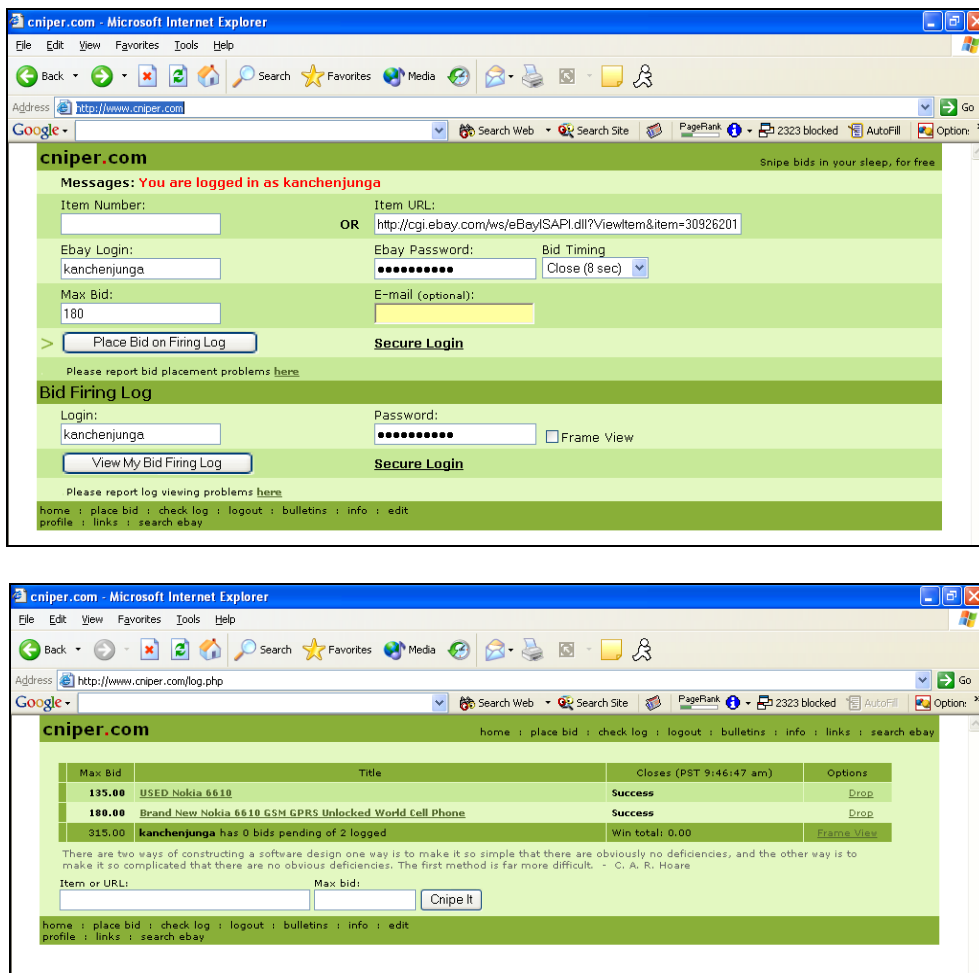 cniper.com - Microsoft Internet Explorer
File Edit View Favorites Tools Help
Back Search Favorites Media
Address http://www.cniper.com Go
Google Search Web Search Site PageRank 2323 blocked AutoFill Options
cniper.com Snipe bids in your sleep, for free
Messages: You are logged in as kanchenjunga
Item Number: Item URL:
OR http://cgi.ebay.com/ws/eBayISAPI.dll?ViewItem&item=30926201
Ebay Login: Ebay Password: Bid Timing
kanchenjunga •••••••••• Close (8 sec)
Max Bid: E-mail (optional):
180
> Place Bid on Firing Log Secure Login
Please report bid placement problems here
Bid Firing Log
Login: Password:
kanchenjunga •••••••••• Frame View
View My Bid Firing Log Secure Login
Please report log viewing problems here
home : place bid : check log : logout : bulletins : info : edit
profile : links : search ebay
cniper.com - Microsoft Internet Explorer
File Edit View Favorites Tools Help
Back Search Favorites Media
Address http://www.cniper.com/log.php Go
Google Search Web Search Site PageRank 2323 blocked AutoFill Options
cniper.com home : place bid : check log : logout : bulletins : info : links : search ebay
Max Bid Title Closes (PST 9:46:47 am) Options
135.00 USED Nokia 6610 Success Drop
180.00 Brand New Nokia 6610 GSM GPRS Unlocked World Cell Phone Success Drop
315.00 kanchenjunga has 0 bids pending of 2 logged Win total: 0.00 Frame View
There are two ways of constructing a software design one way is to make it so simple that there are obviously no deficiencies, and the other way is to
make it so complicated that there are no obvious deficiencies. The first method is far more difficult. - C. A. R. Hoare
Item or URL: Max bid:
Cnipe It
home : place bid : check log : logout : bulletins : info : edit
profile : links : search ebay